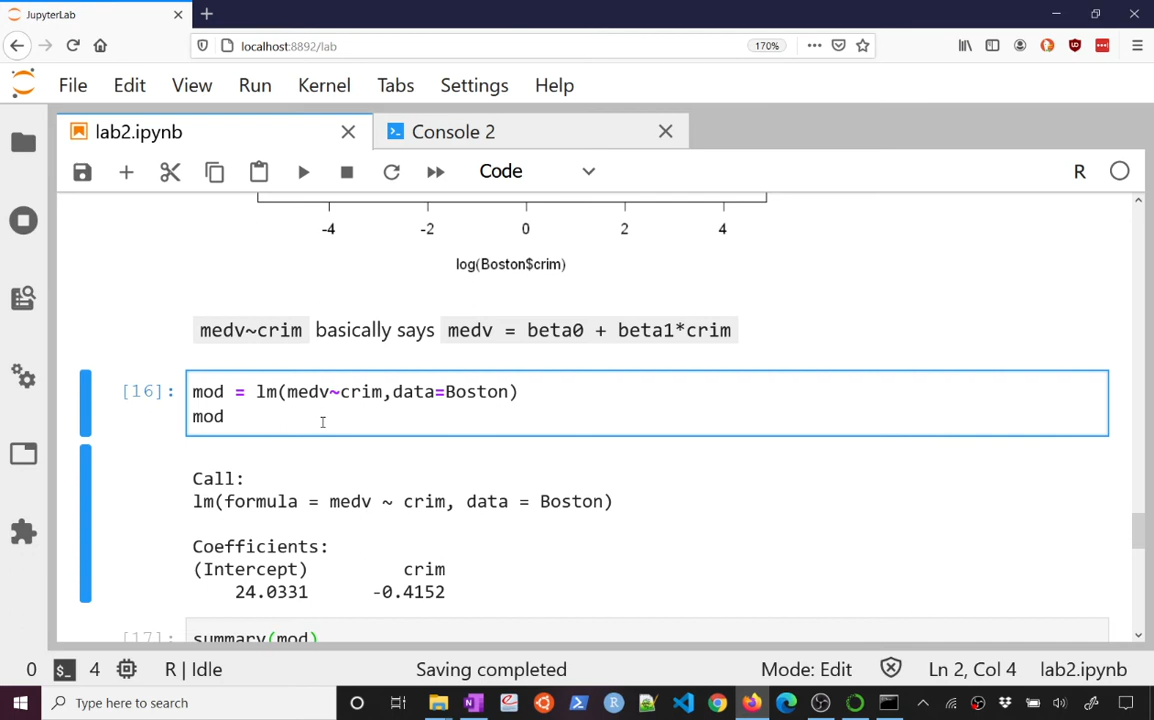 JupyterLab
localhost:8892/lab
170%
File Edit View Run Kernel Tabs Settings Help
lab2.ipynb
Console 2
Code
R
-4 -2 0 2 4
log(Boston$crim)
medv~crim basically says medv = beta0 + beta1*crim
[16]: mod = lm(medv~crim,data=Boston)
mod
Call:
lm(formula = medv ~ crim, data = Boston)
Coefficients:
(Intercept) crim
24.0331 -0.4152
[17]: summary(mod)
0 $_ 4 R | Idle Saving completed Mode: Edit Ln 2, Col 4 lab2.ipynb
Type here to search